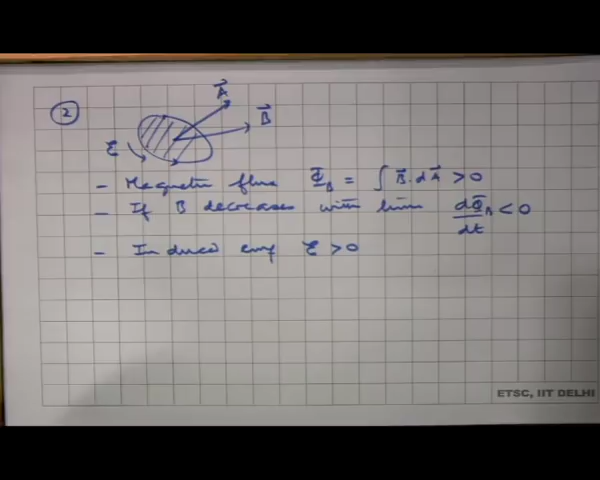 2
A⃗
B⃗
ℰ
- Magnetic flux Φ_B = ∫ B⃗ . dA⃗ > 0
- If B decreases with time dΦ_B/dt < 0
- Induced emf ℰ > 0
ETSC, IIT DELHI